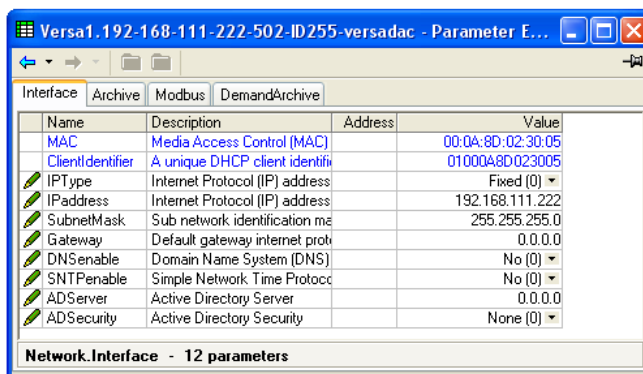 Versa1.192-168-111-222-502-ID255-versadac - Parameter E...
Interface Archive Modbus DemandArchive
Name Description Address Value
MAC Media Access Control (MAC) 00:0A:8D:02:30:05
ClientIdentifier A unique DHCP client identifi 01000A8D023005
IPType Internet Protocol (IP) address Fixed (0)
IPaddress Internet Protocol (IP) address 192.168.111.222
SubnetMask Sub network identification ma 255.255.255.0
Gateway Default gateway internet proto 0.0.0.0
DNSenable Domain Name System (DNS) No (0)
SNTPenable Simple Network Time Protoco No (0)
ADServer Active Directory Server 0.0.0.0
ADSecurity Active Directory Security None (0)
Network.Interface - 12 parameters